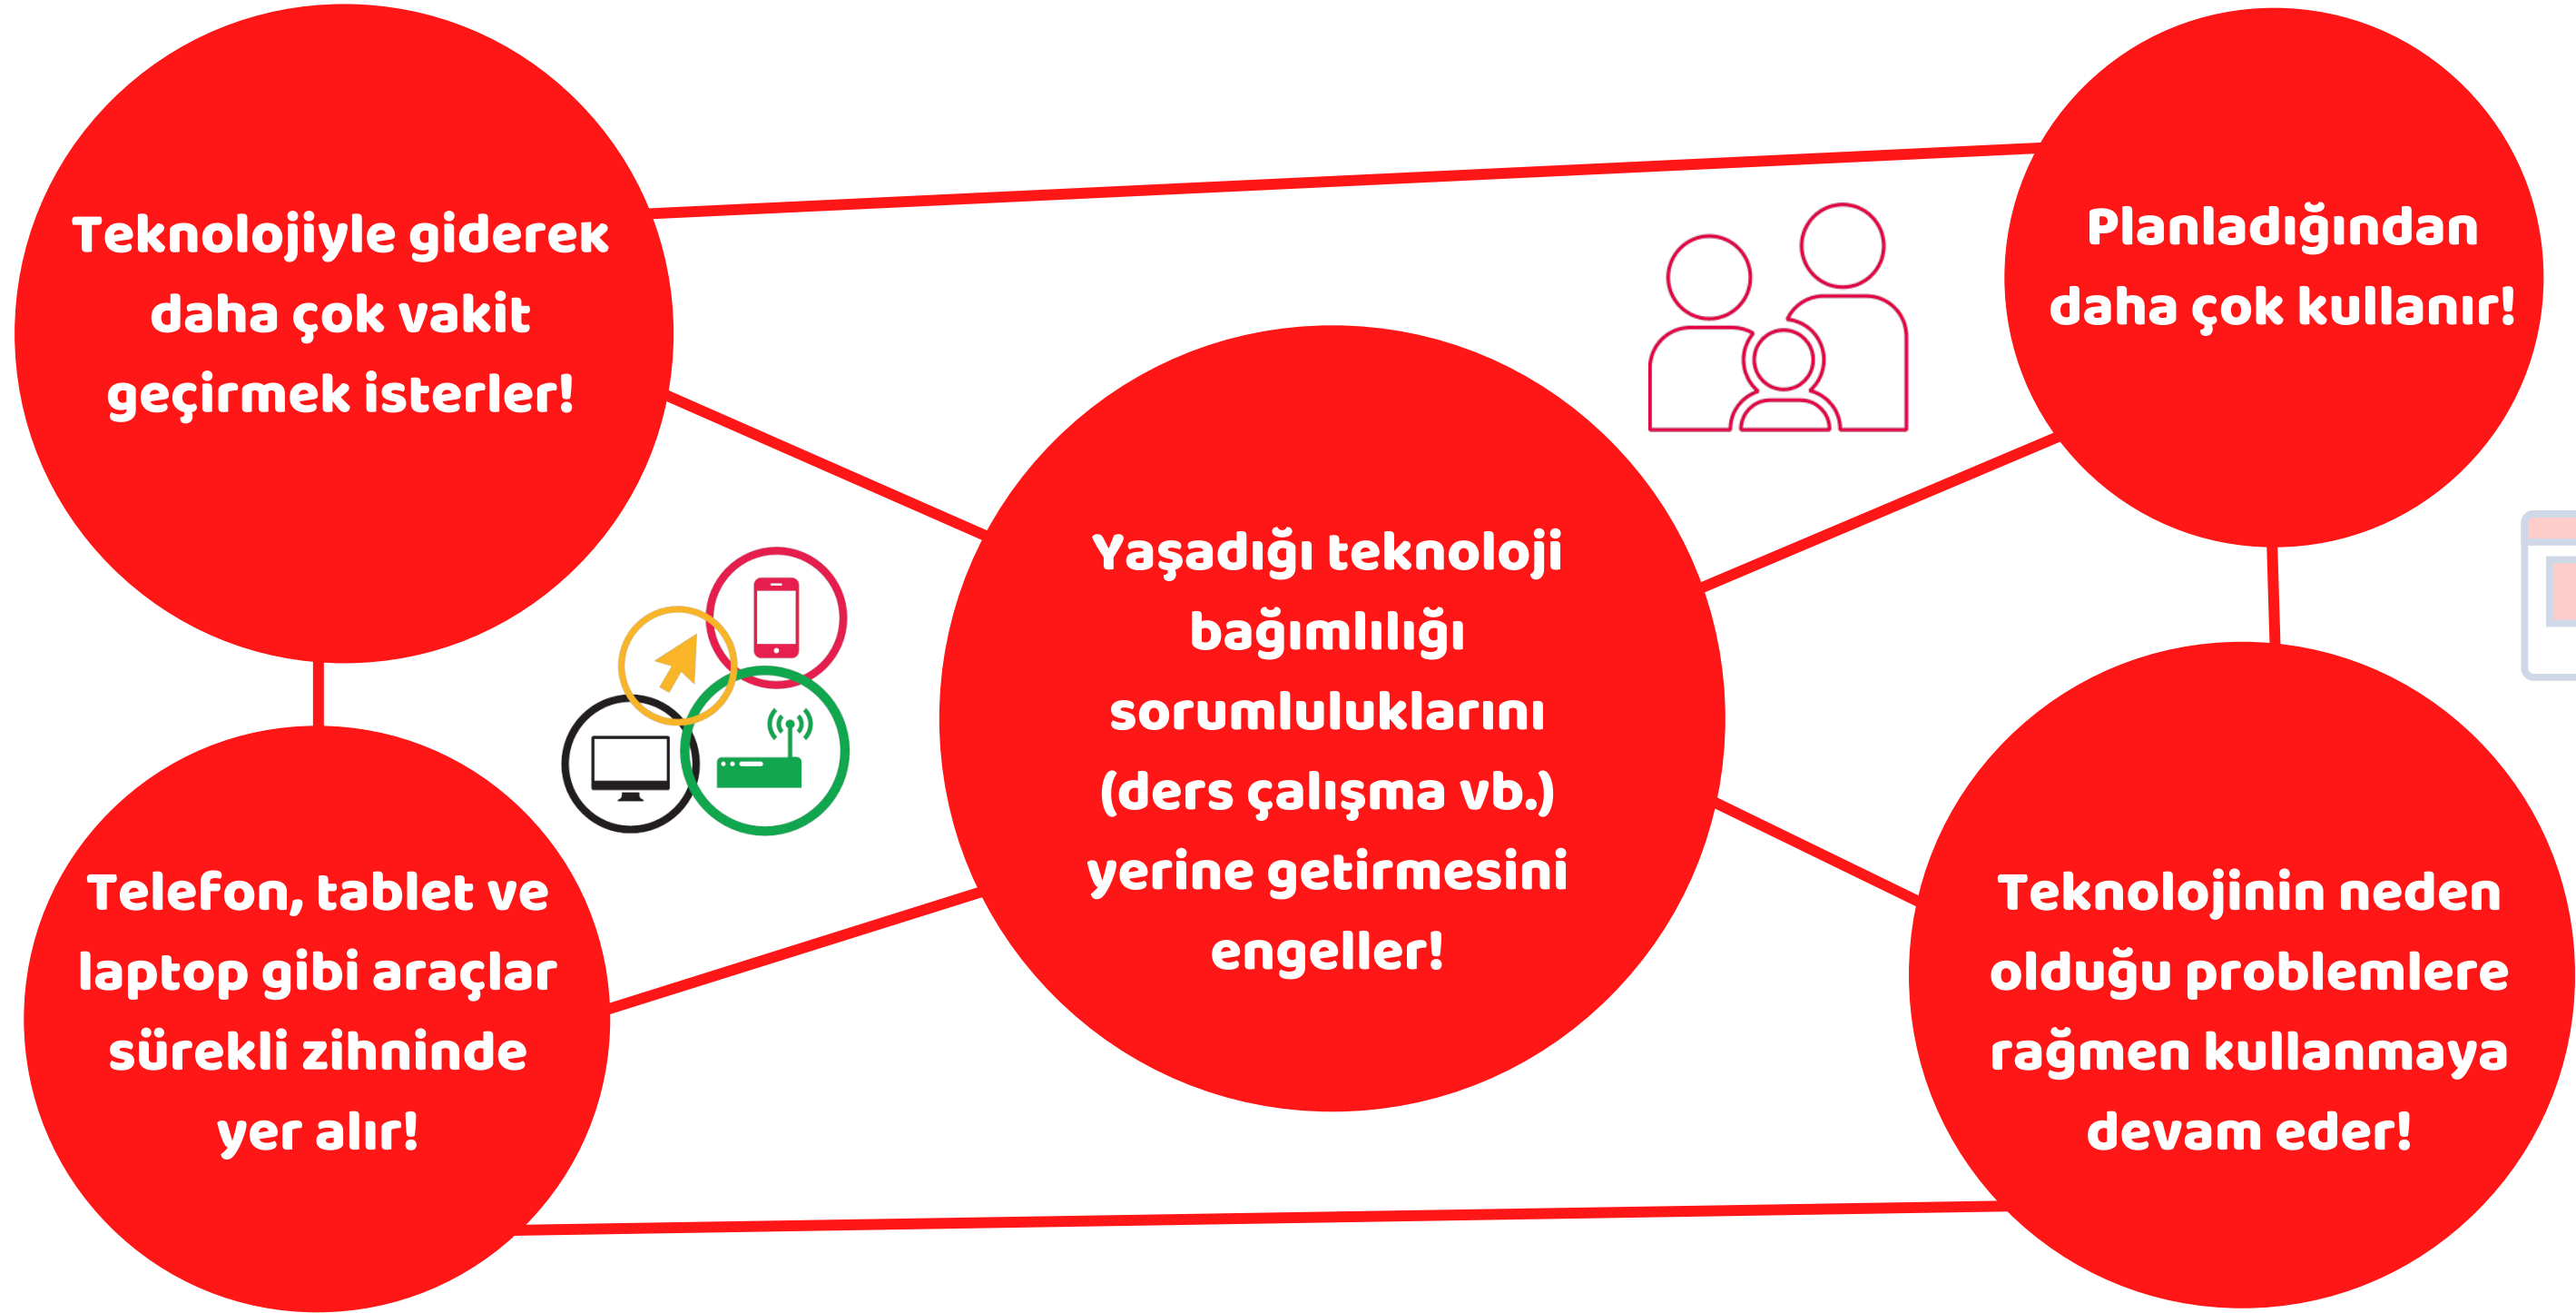 Teknolojiyle giderek
daha çok vakit
geçirmek isterler!
Planladığından
daha çok kullanır!
Yaşadığı teknoloji
bağımlılığı
sorumluluklarını
(ders çalışma vb.)
yerine getirmesini
engeller!
Telefon, tablet ve
laptop gibi araçlar
sürekli zihninde
yer alır!
Teknolojinin neden
olduğu problemlere
rağmen kullanmaya
devam eder!